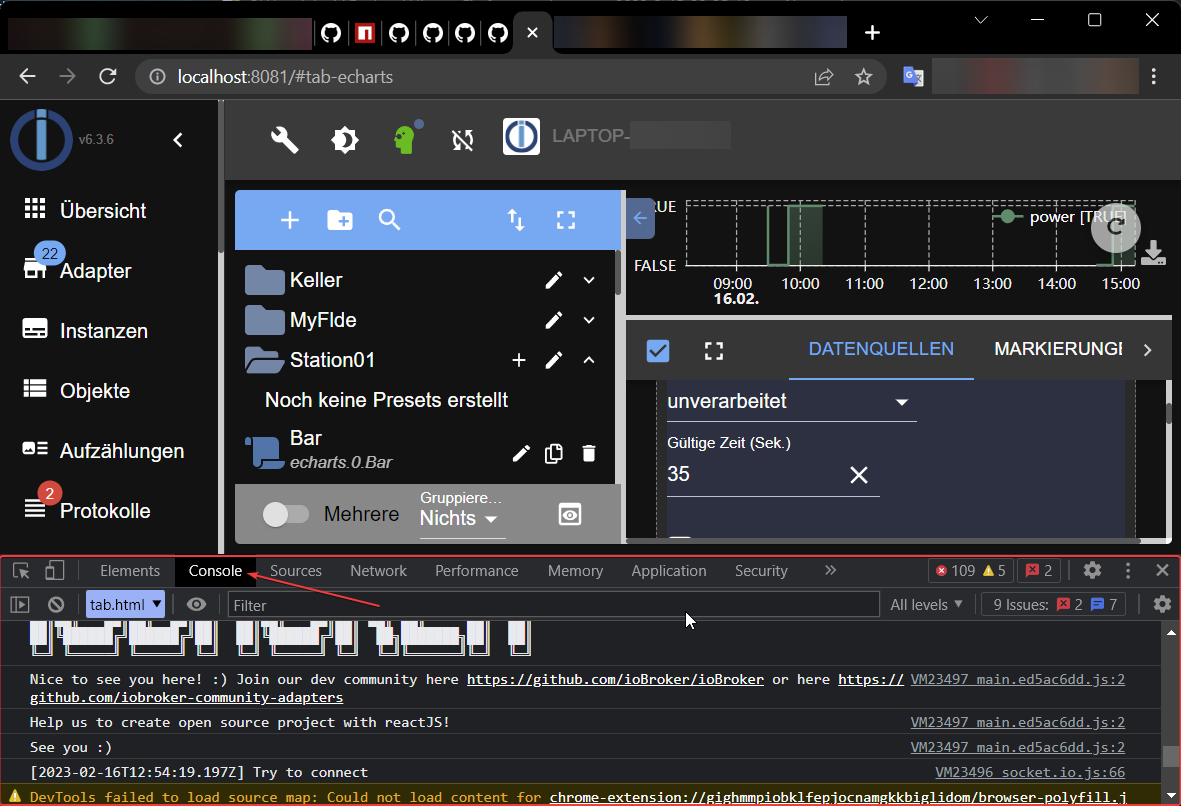 localhost:8081/#tab-echarts
v6.3.6
LAPTOP-
Übersicht
22
Adapter
Instanzen
Objekte
Aufzählungen
2
Protokolle
Keller
MyFlde
Station01
Noch keine Presets erstellt
Bar
echarts.0.Bar
Mehrere
Gruppiere...
Nichts
TRUE
power [TRUE]
FALSE
09:00 10:00 11:00 12:00 13:00 14:00 15:00
16.02.
DATENQUELLEN MARKIERUNGE
unverarbeitet
Gültige Zeit (Sek.)
35
Elements Console Sources Network Performance Memory Application Security » 109 5 2
tab.html Filter All levels 9 Issues: 2 7
Nice to see you here! :) Join our dev community here https://github.com/ioBroker/ioBroker or here https:// VM23497 main.ed5ac6dd.js:2
github.com/iobroker-community-adapters
Help us to create open source project with reactJS! VM23497 main.ed5ac6dd.js:2
See you :) VM23497 main.ed5ac6dd.js:2
[2023-02-16T12:54:19.197Z] Try to connect VM23496 socket.io.js:66
DevTools failed to load source map: Could not load content for chrome-extension://gighmmpiobklfepjocnamgkkbiglidom/browser-polyfill.j